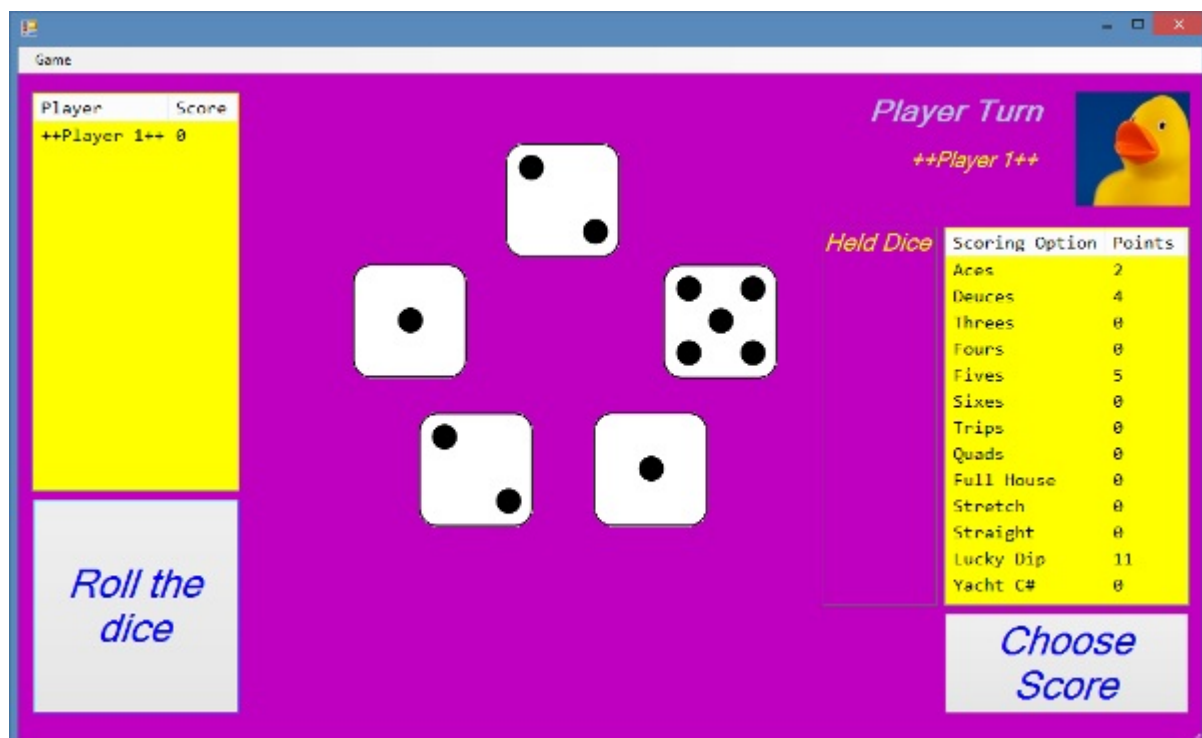 Game
Player Score
++Player 1++ 0
Roll the
dice
Player Turn
++Player 1++
Held Dice
Scoring Option Points
Aces 2
Deuces 4
Threes 0
Fours 0
Fives 5
Sixes 0
Trips 0
Quads 0
Full House 0
Stretch 0
Straight 0
Lucky Dip 11
Yacht C# 0
Choose
Score